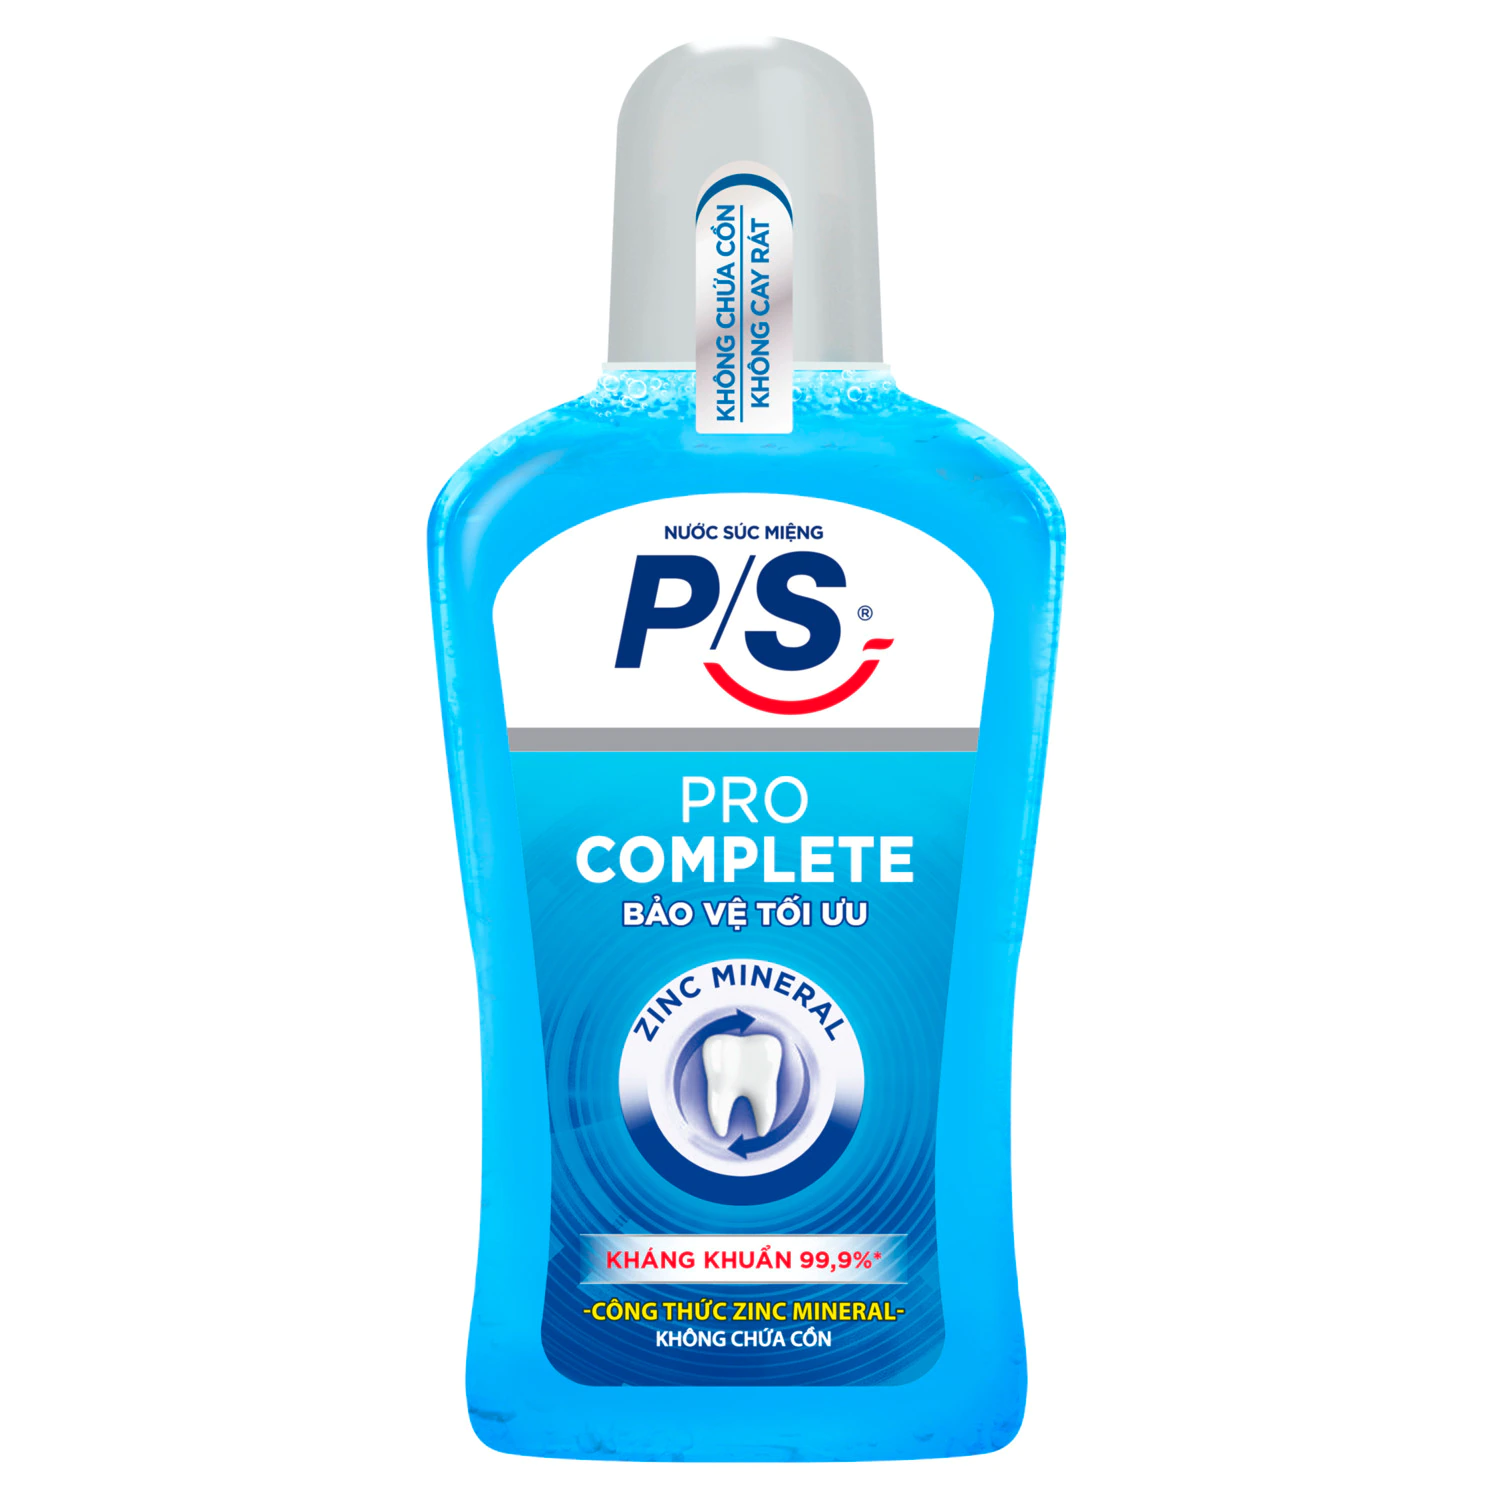 KHÔNG CHỨA CỒN
KHÔNG CAY RÁT
NƯỚC SÚC MIỆNG
P/S®
PRO
COMPLETE
BẢO VỆ TỐI ƯU
ZINC MINERAL
KHÁNG KHUẨN 99,9%*
-CÔNG THỨC ZINC MINERAL-
KHÔNG CHỨA CỒN